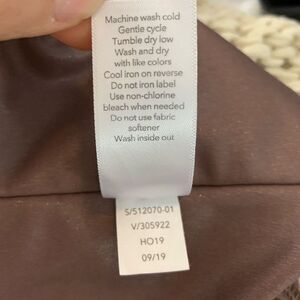 Machine wash cold
Gentle cycle
Tumble dry low
Wash and dry
with like colors
Cool iron on reverse
Do not iron label
Use non-chlorine
bleach when needed
Do not use fabric
softener
Wash inside out
S/512070-01
V/305922
HO19
09/19